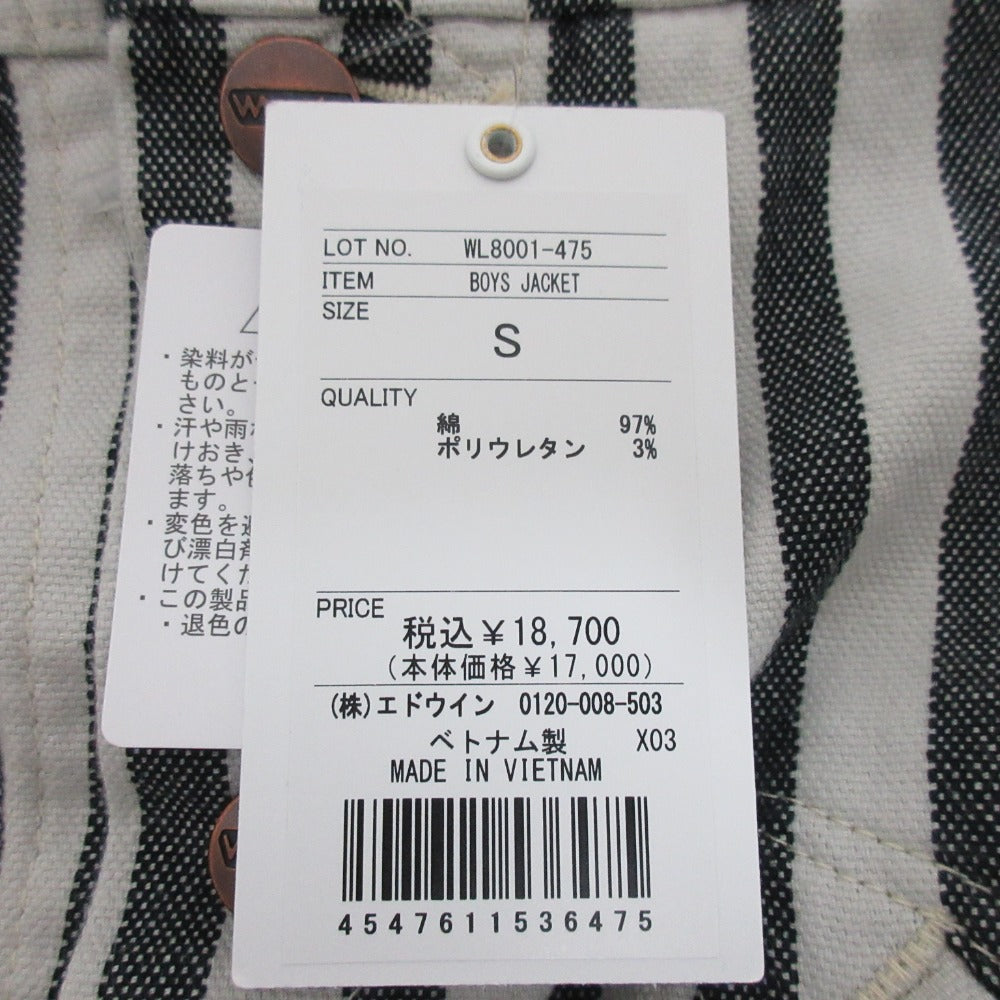 LOT NO. WL8001-475
ITEM BOYS JACKET
SIZE
S
QUALITY
綿 97%
ポリウレタン 3%
PRICE
税込¥18,700
(本体価格¥17,000)
(株)エドウイン 0120-008-503
ベトナム製 X03
MADE IN VIETNAM
4547611536475
・染料が
ものと
さい。
・汗や雨
けおき、
落ちや
ます。
・変色を
び漂白剤
けてくだ
・この製品
・退色の